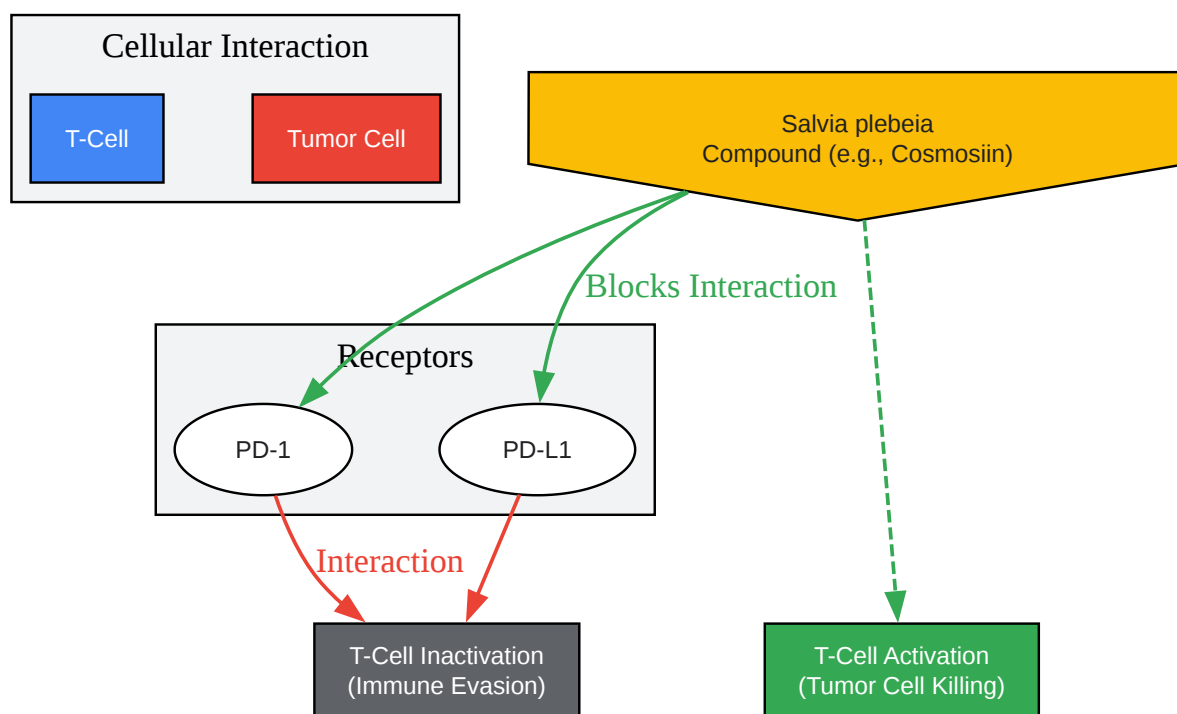 Cellular Interaction
T-Cell
Tumor Cell
Salvia plebeia
Compound (e.g., Cosmosiin)
Blocks Interaction
Receptors
PD-1
PD-L1
Interaction
T-Cell Inactivation
(Immune Evasion)
T-Cell Activation
(Tumor Cell Killing)